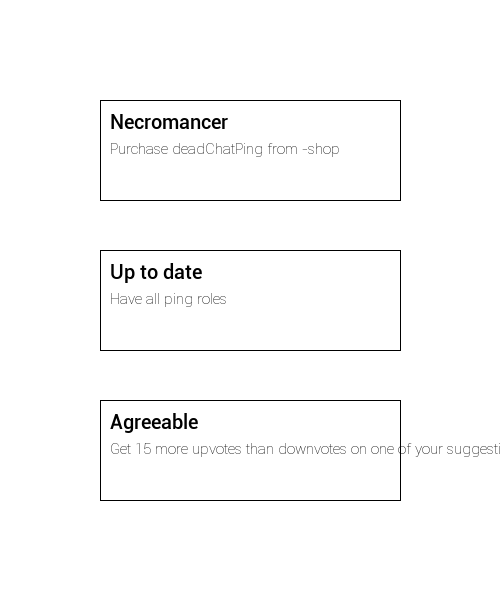 Necromancer
Purchase deadChatPing from -shop
Up to date
Have all ping roles
Agreeable
Get 15 more upvotes than downvotes on one of your suggesti